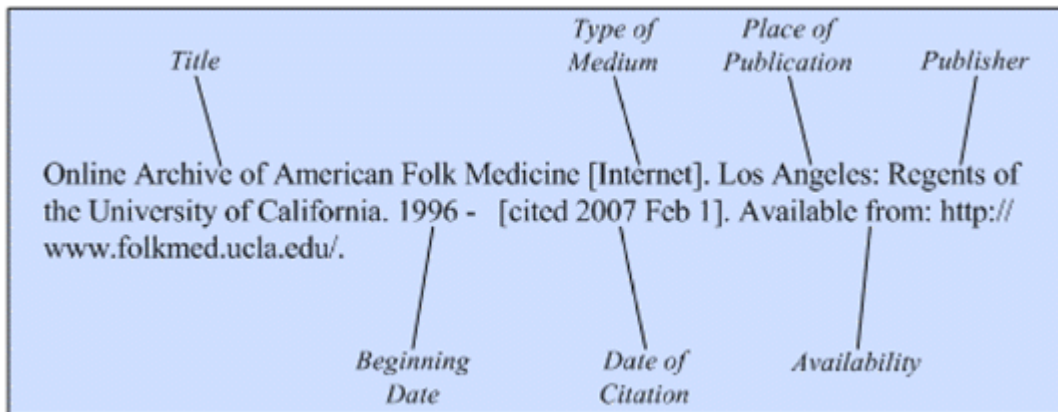 Title
Type of
Medium
Place of
Publication
Publisher
Online Archive of American Folk Medicine [Internet]. Los Angeles: Regents of
the University of California. 1996 - [cited 2007 Feb 1]. Available from: http://
www.folkmed.ucla.edu/.
Beginning
Date
Date of
Citation
Availability